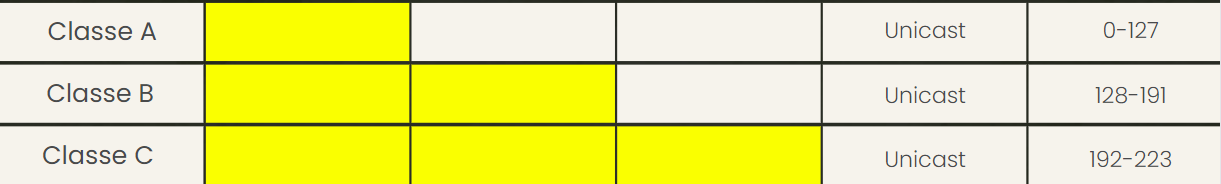 Classe A Unicast 0-127
Classe B Unicast 128-191
Classe C Unicast 192-223